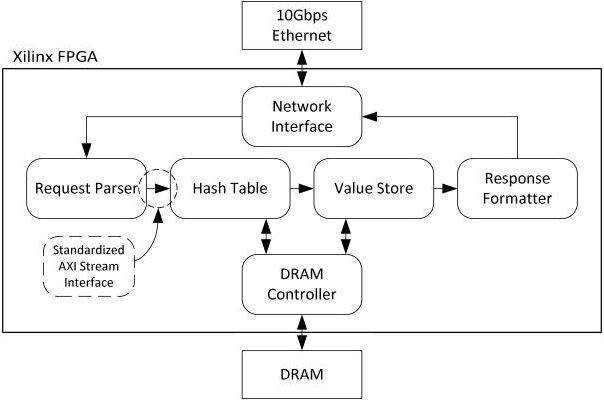 10Gbps
Ethernet
Xilinx FPGA
Network
Interface
Request Parser
Hash Table
Value Store
Response
Formatter
Standardized
AXI Stream
Interface
DRAM
Controller
DRAM